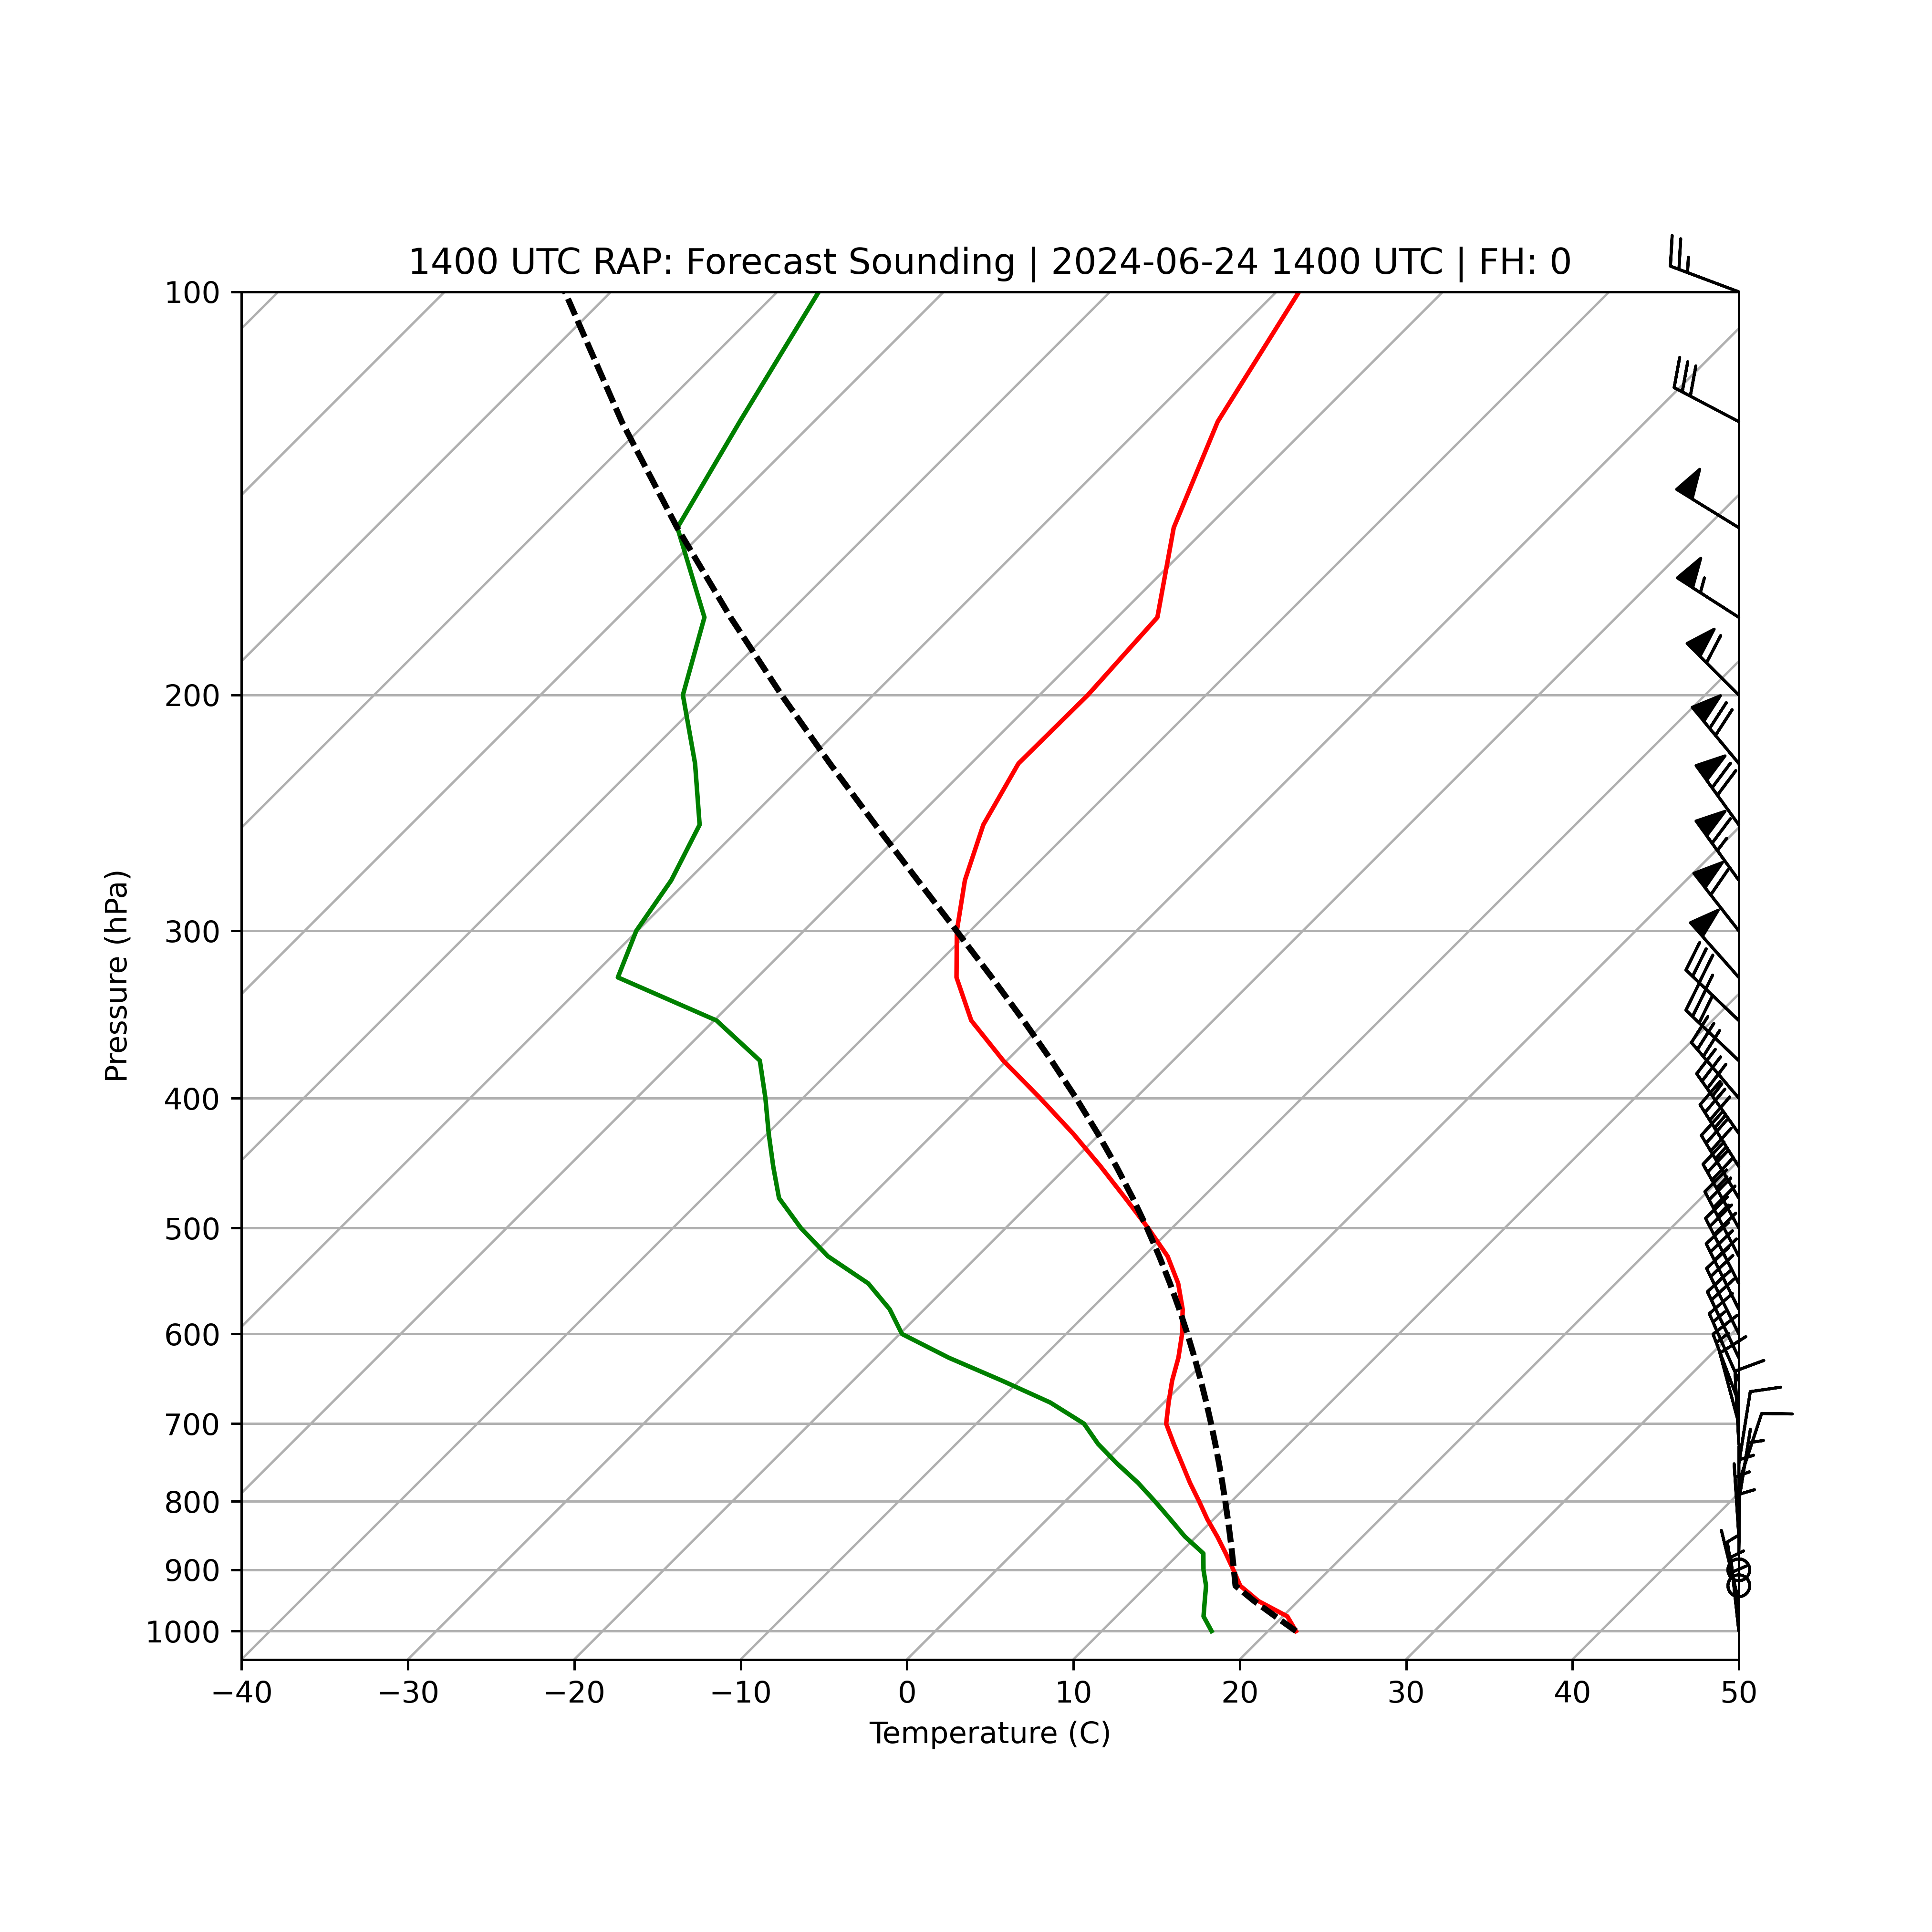 1400 UTC RAP: Forecast Sounding | 2024-06-24 1400 UTC | FH: 0
100
200
300
400
500
600
700
800
900
1000
Pressure (hPa)
−40 −30 −20 −10 0 10 20 30 40 50
Temperature (C)